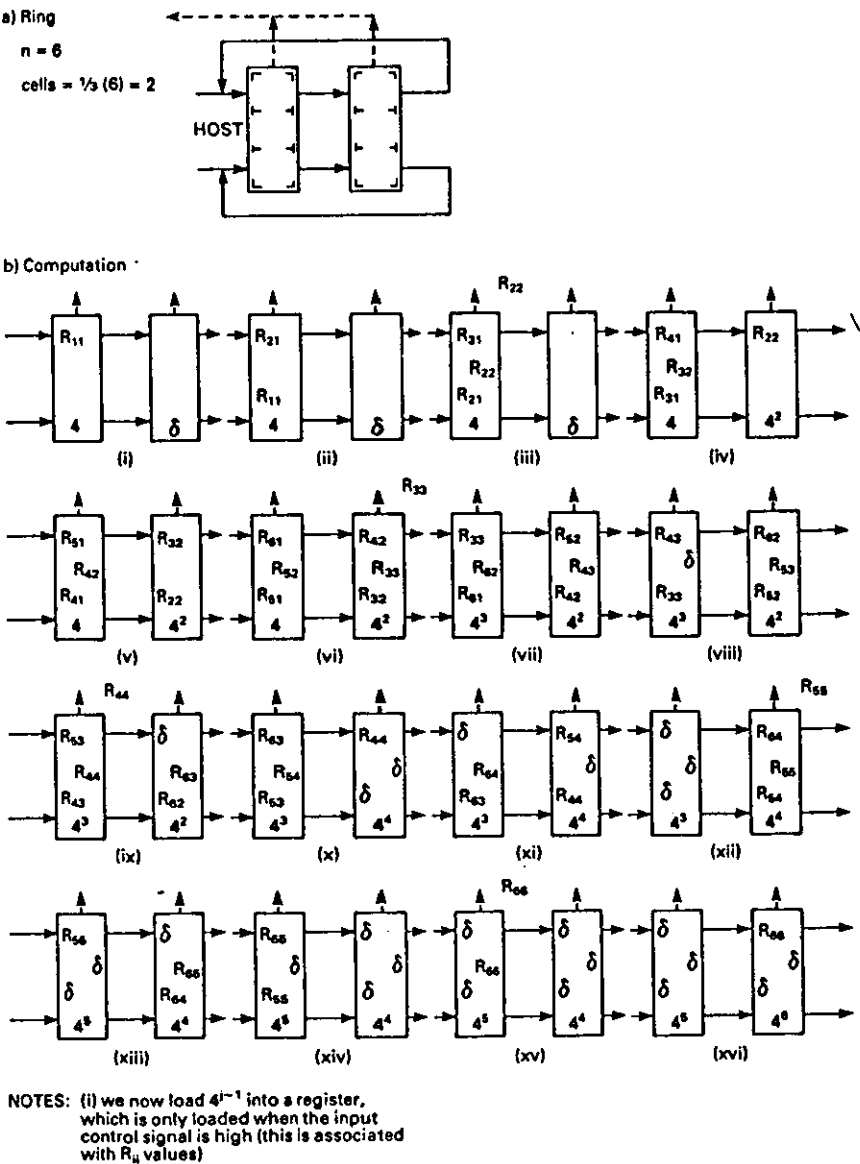 a) Ring
n = 6
cells = ⅓ (6) = 2
HOST
b) Computation
R₂₂
R₁₁ R₂₁ R₃₁ R₄₁ R₂₂
R₂₂ R₃₂
R₁₁ R₂₁ R₃₁
4 δ 4 δ 4 δ 4 4²
(i) (ii) (iii) (iv)
R₃₃
R₅₁ R₃₂ R₆₁ R₄₂ R₃₃ R₅₂ R₄₃ R₆₂
R₄₂ R₅₂ R₃₃ R₆₂ R₄₃ δ R₅₃
R₄₁ R₂₂ R₆₁ R₃₂ R₆₁ R₄₂ R₃₃ R₅₂
4 4² 4 4² 4³ 4² 4³ 4²
(v) (vi) (vii) (viii)
R₄₄ R₅₅
R₅₃ δ R₆₃ R₄₄ δ R₅₄ δ R₆₄
R₄₄ R₆₃ R₅₄ δ R₆₄ δ δ R₅₅
R₄₃ R₆₂ R₅₃ δ R₆₃ R₄₄ δ R₅₄
4³ 4² 4³ 4⁴ 4³ 4⁴ 4³ 4⁴
(ix) (x) (xi) (xii)
R₆₆
R₅₆ δ R₆₅ δ δ δ δ R₆₆
δ R₆₅ δ δ R₆₆ δ δ δ
δ R₆₄ R₅₅ δ δ δ δ δ
4⁵ 4⁴ 4⁵ 4⁴ 4⁵ 4⁴ 4⁵ 4⁶
(xiii) (xiv) (xv) (xvi)
NOTES: (i) we now load 4ʲ⁻¹ into a register,
which is only loaded when the input
control signal is high (this is associated
with Rᵢᵢ values)